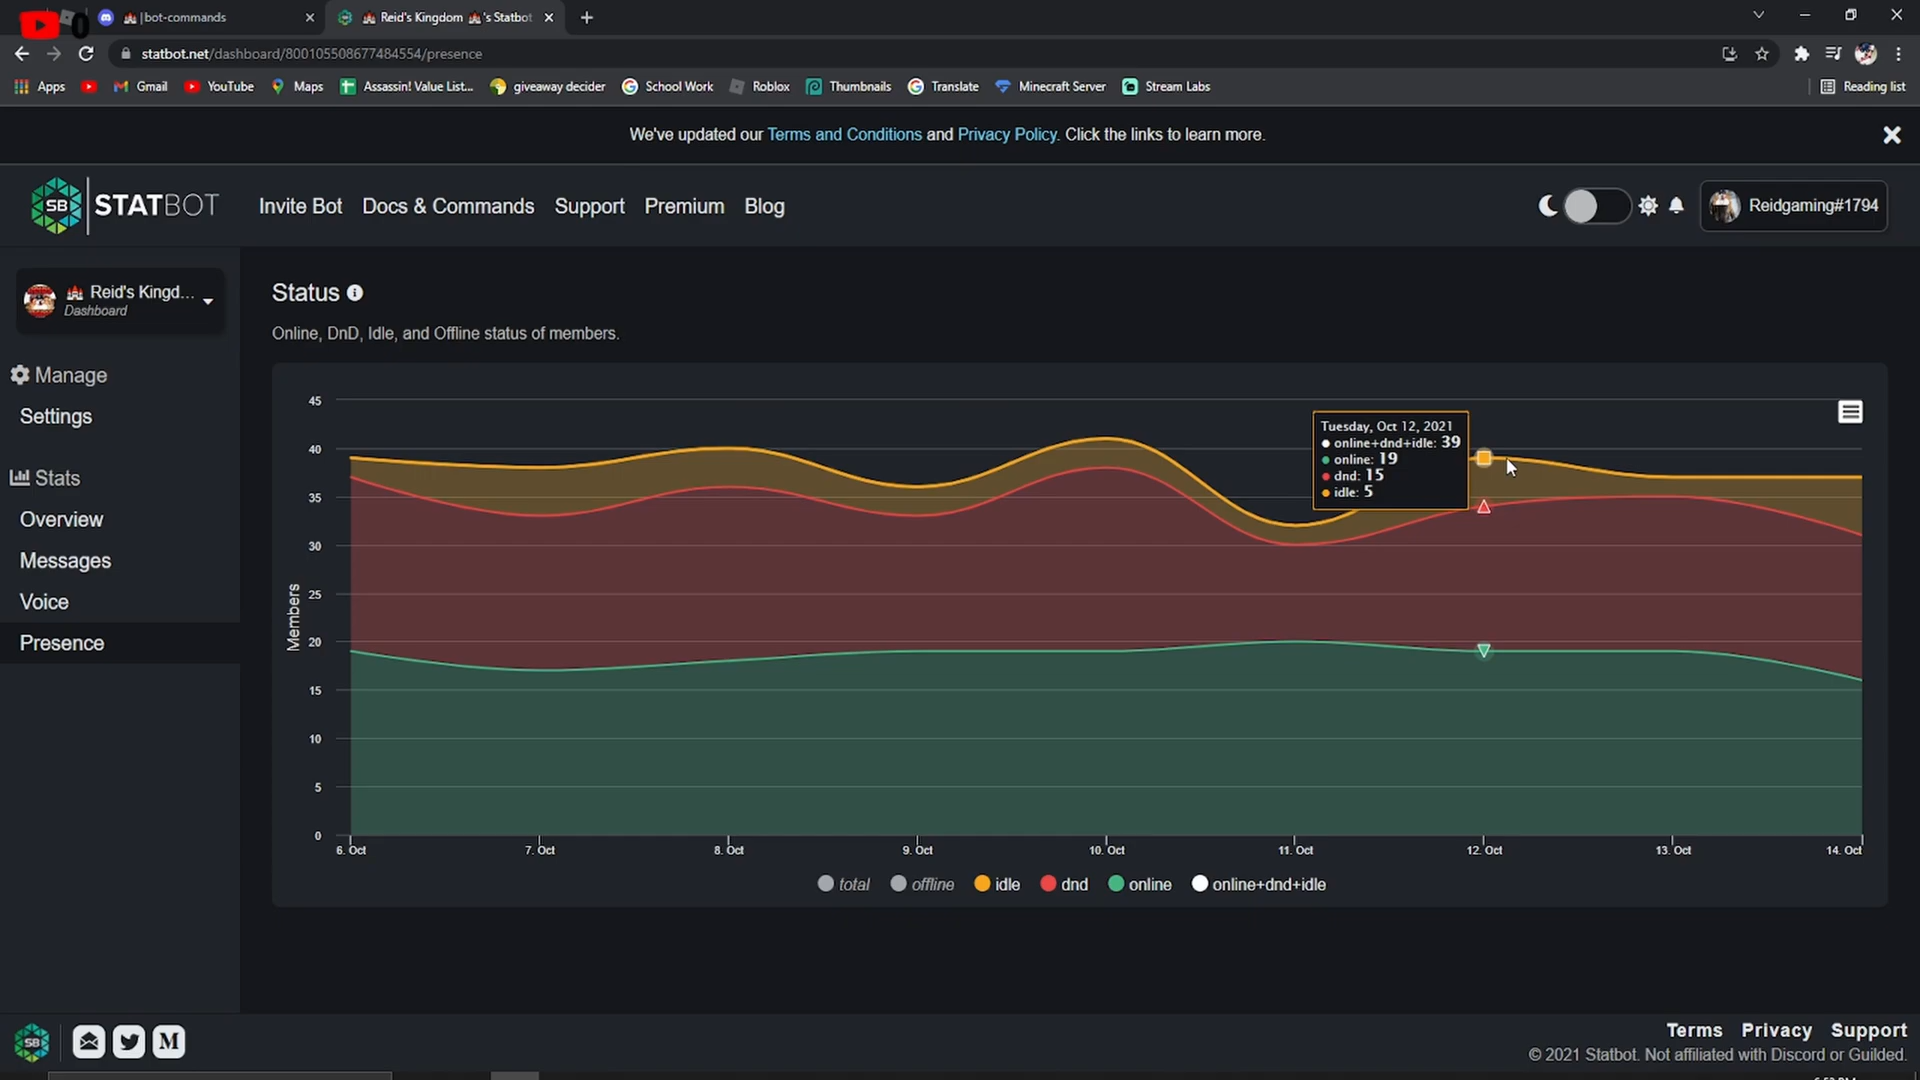 | bot-commands
Reid's Kingdom 's Statbot
statbot.net/dashboard/800105508677484554/presence
Apps
Gmail
YouTube
Maps
Assassin! Value List...
giveaway decider
School Work
Roblox
Thumbnails
Translate
Minecraft Server
Stream Labs
Reading list
We've updated our Terms and Conditions and Privacy Policy. Click the links to learn more.
SB
STATBOT
Invite Bot
Docs & Commands
Support
Premium
Blog
Reidgaming#1794
Reid's Kingd...
Dashboard
Manage
Settings
Stats
Overview
Messages
Voice
Presence
Status
Online, DnD, Idle, and Offline status of members.
Members
45
40
35
30
25
20
15
10
5
0
Tuesday, Oct 12, 2021
online+dnd+idle: 39
online: 19
dnd: 15
idle: 5
6. Oct
7. Oct
8. Oct
9. Oct
10. Oct
11. Oct
12. Oct
13. Oct
14. Oct
total
offline
idle
dnd
online
online+dnd+idle
SB
M
Terms
Privacy
Support
© 2021 Statbot. Not affiliated with Discord or Guilded.